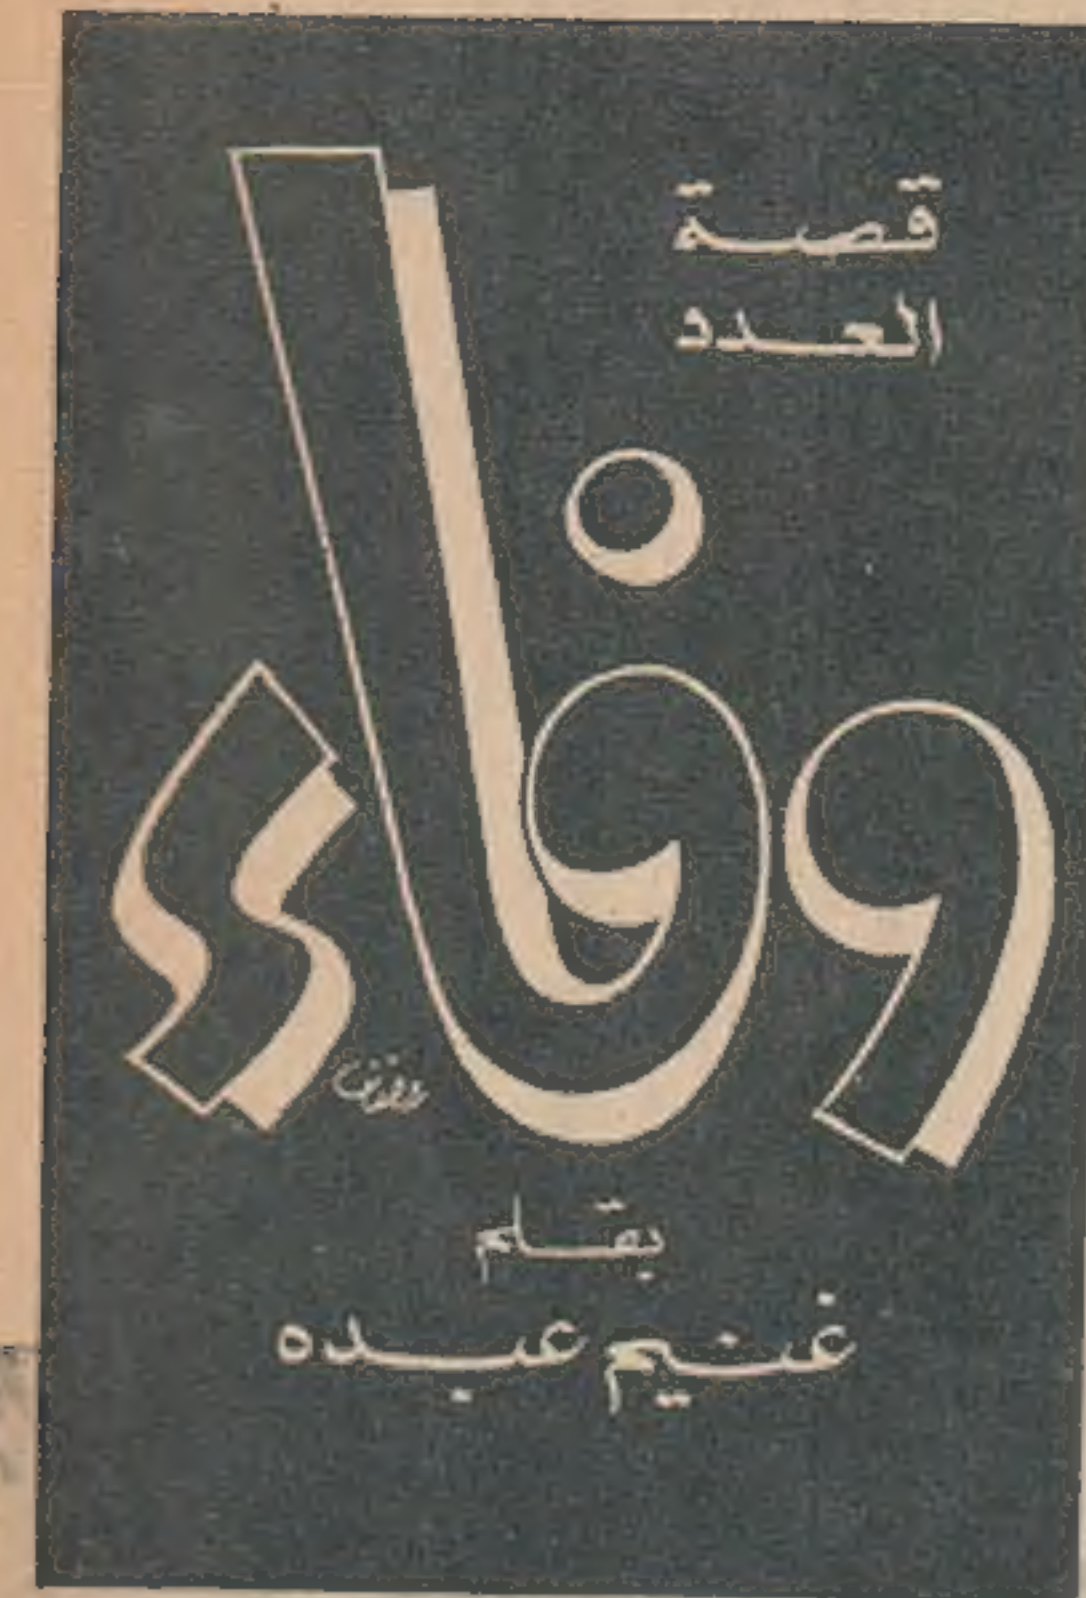 قصة
العدد
وفاء
بقلم
غنيم عبده